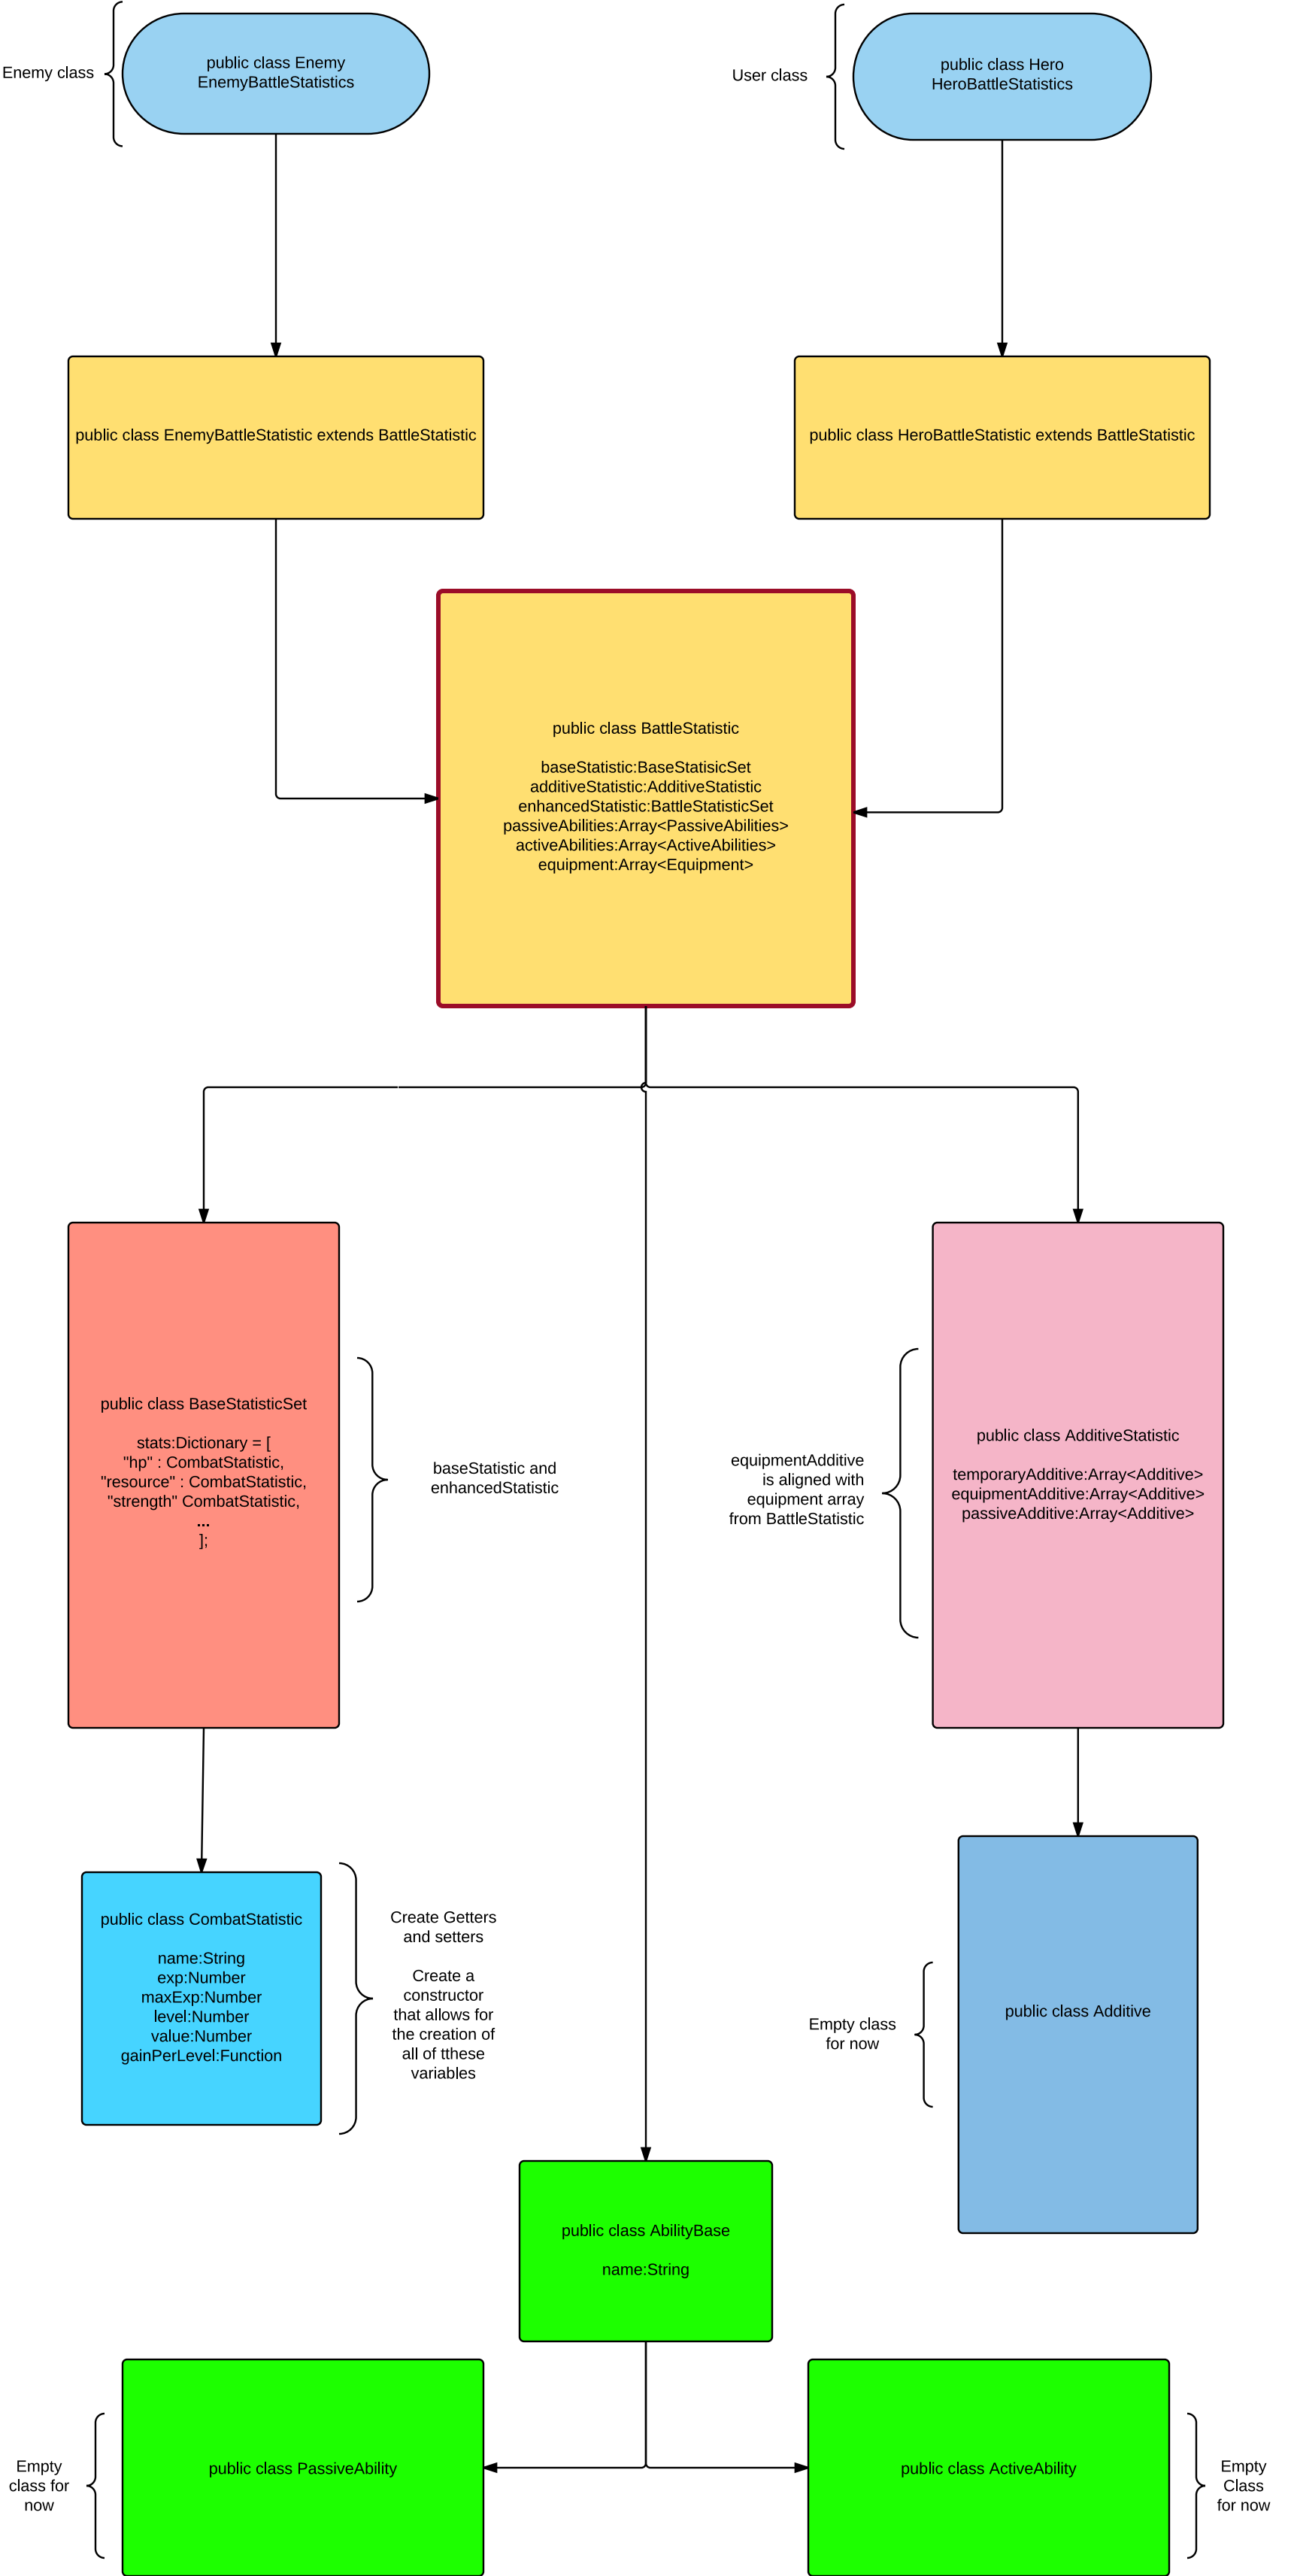 Enemy class
public class Enemy
EnemyBattleStatistics
User class
public class Hero
HeroBattleStatistics
public class EnemyBattleStatistic extends BattleStatistic
public class HeroBattleStatistic extends BattleStatistic
public class BattleStatistic
baseStatistic:BaseStatisicSet
additiveStatistic:AdditiveStatistic
enhancedStatistic:BattleStatisticSet
passiveAbilities:Array<PassiveAbilities>
activeAbilities:Array<ActiveAbilities>
equipment:Array<Equipment>
public class BaseStatisticSet
stats:Dictionary = [
"hp" : CombatStatistic,
"resource" : CombatStatistic,
"strength" CombatStatistic,
...
];
baseStatistic and
enhancedStatistic
equipmentAdditive
is aligned with
equipment array
from BattleStatistic
public class AdditiveStatistic
temporaryAdditive:Array<Additive>
equipmentAdditive:Array<Additive>
passiveAdditive:Array<Additive>
public class CombatStatistic
name:String
exp:Number
maxExp:Number
level:Number
value:Number
gainPerLevel:Function
Create Getters
and setters
Create a
constructor
that allows for
the creation of
all of tthese
variables
Empty class
for now
public class Additive
public class AbilityBase
name:String
Empty
class for
now
public class PassiveAbility
public class ActiveAbility
Empty
Class
for now